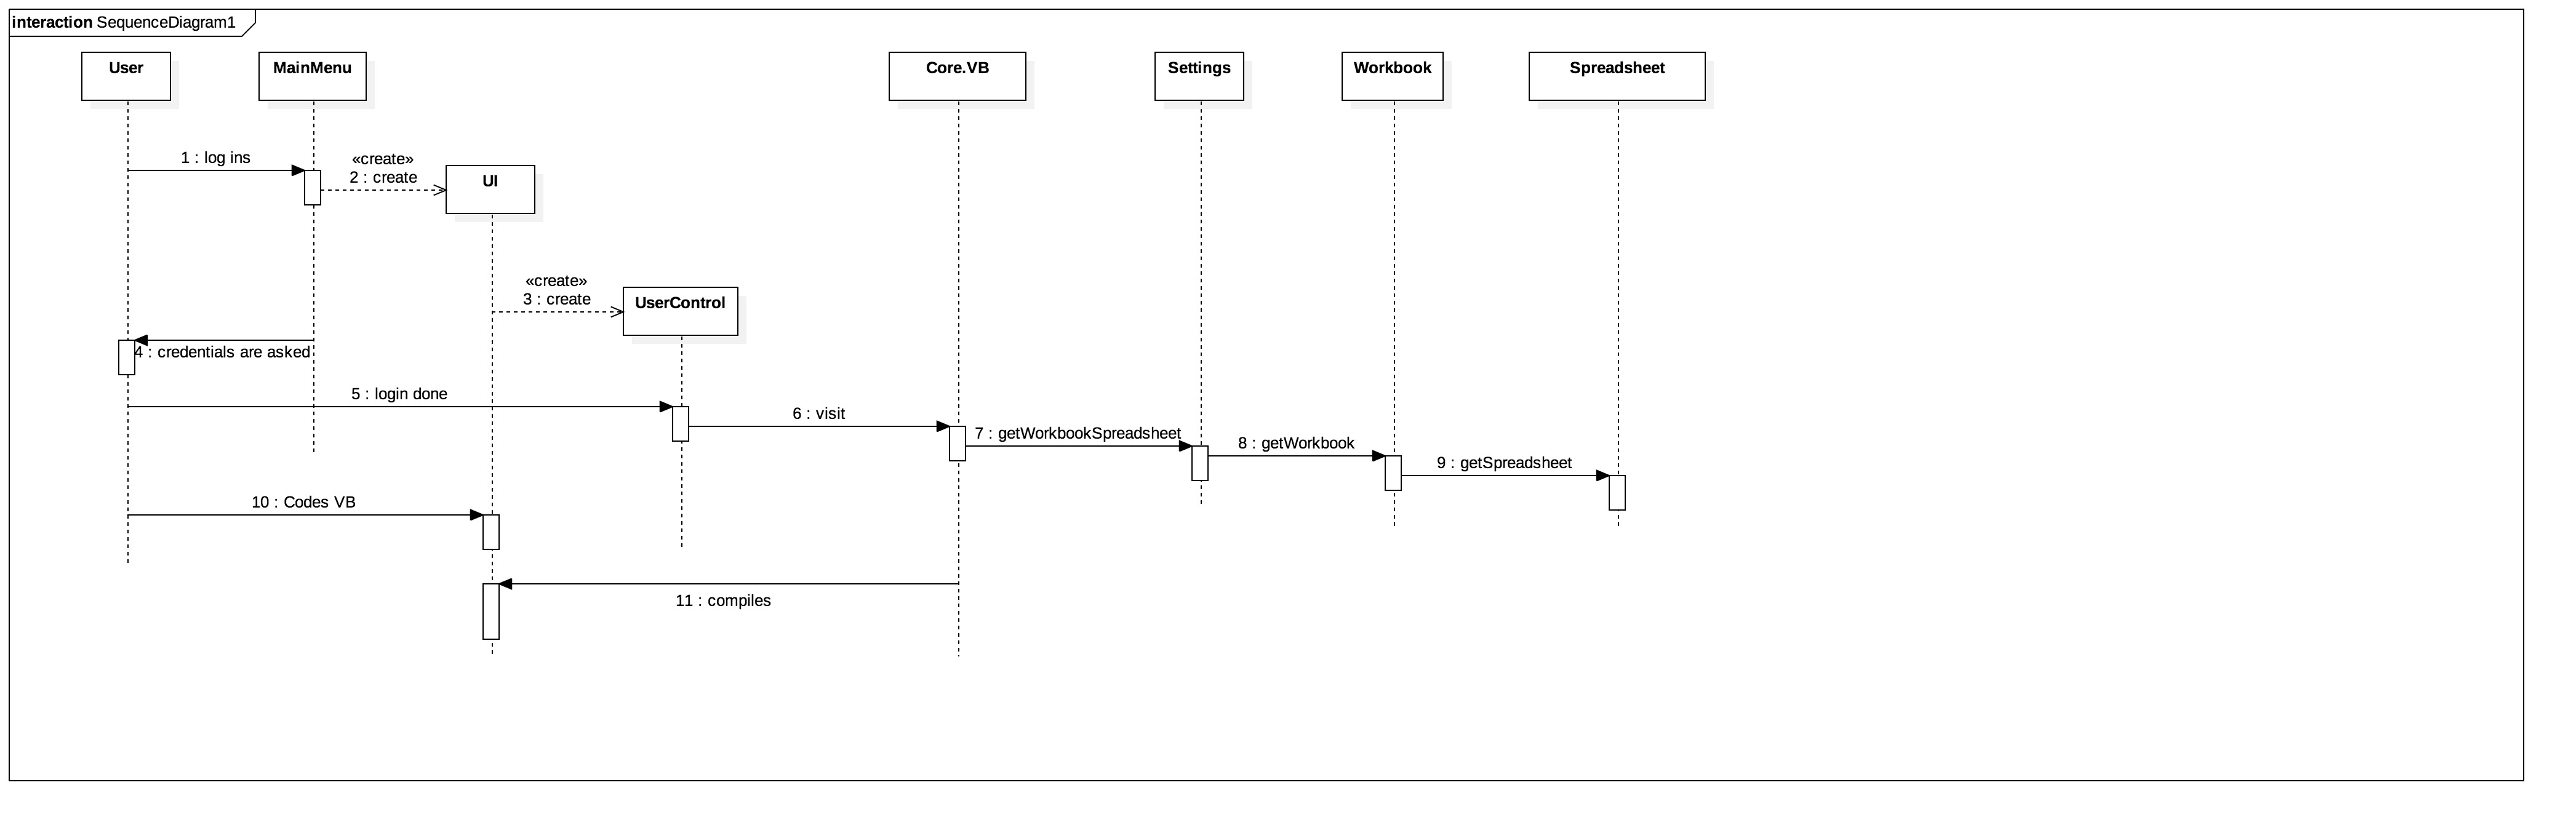 interaction SequenceDiagram1
User
MainMenu
Core.VB
Settings
Workbook
Spreadsheet
1 : log ins
«create»
2 : create
UI
«create»
3 : create
UserControl
4 : credentials are asked
5 : login done
6 : visit
7 : getWorkbookSpreadsheet
8 : getWorkbook
9 : getSpreadsheet
10 : Codes VB
11 : compiles